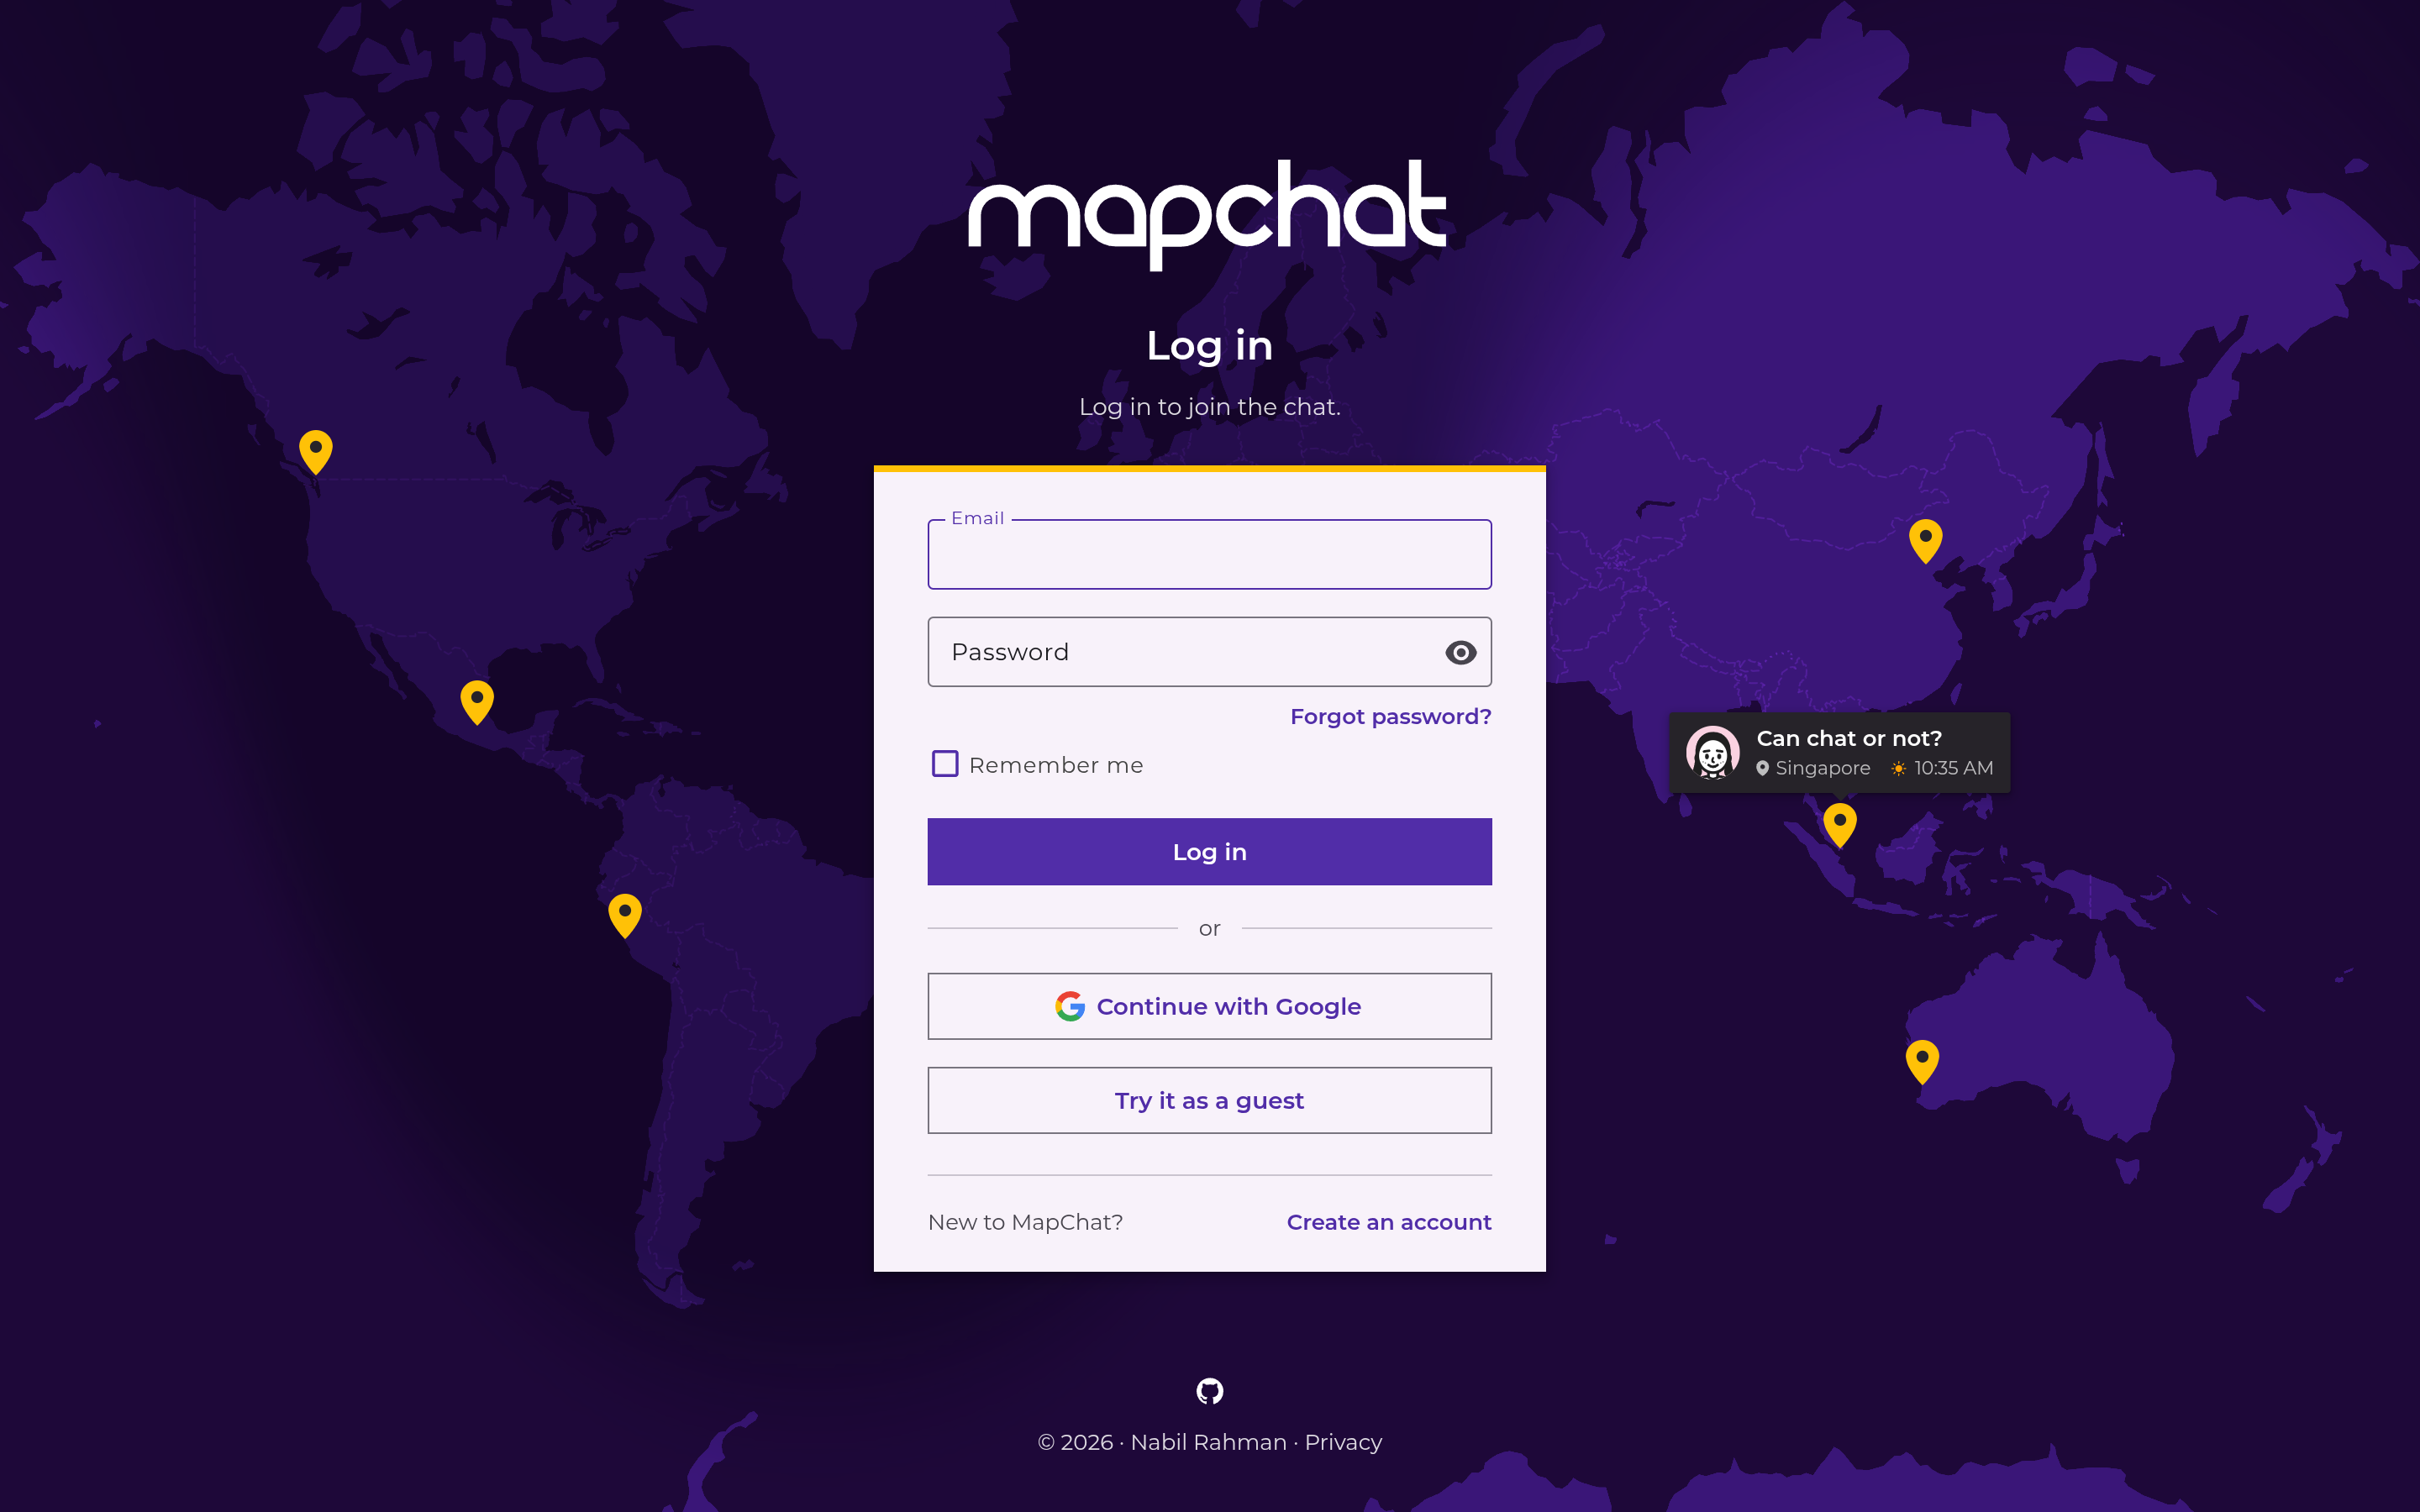 mapchat
Log in
Log in to join the chat.
Email
Password
Forgot password?
Remember me
Can chat or not?
Singapore 10:35 AM
Log in
or
Continue with Google
Try it as a guest
New to MapChat? Create an account
© 2026 · Nabil Rahman · Privacy